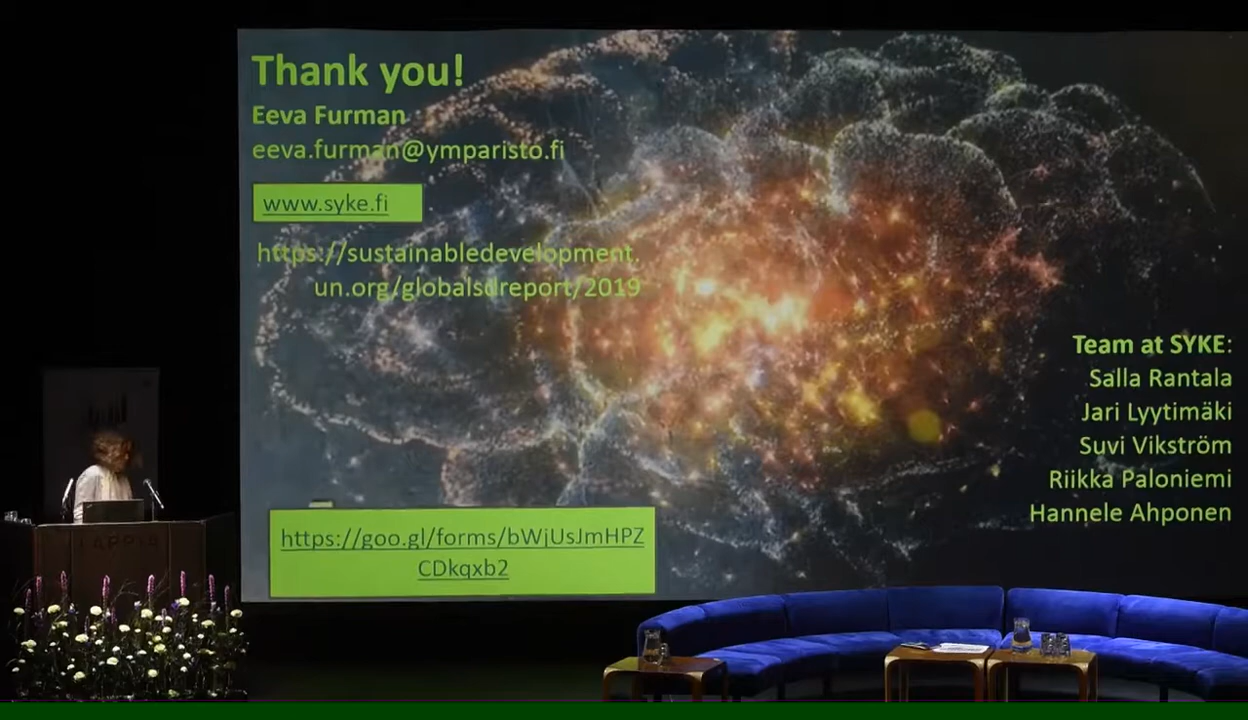 Thank you!
Eeva Furman
eeva.furman@ymparisto.fi
www.syke.fi
https://sustainabledevelopment.
un.org/globalsdreport/2019
Team at SYKE:
Salla Rantala
Jari Lyytimäki
Suvi Vikström
Riikka Paloniemi
Hannele Ahponen
https://goo.gl/forms/bWjUsJmHPZ
CDkqxb2
LAPPIA